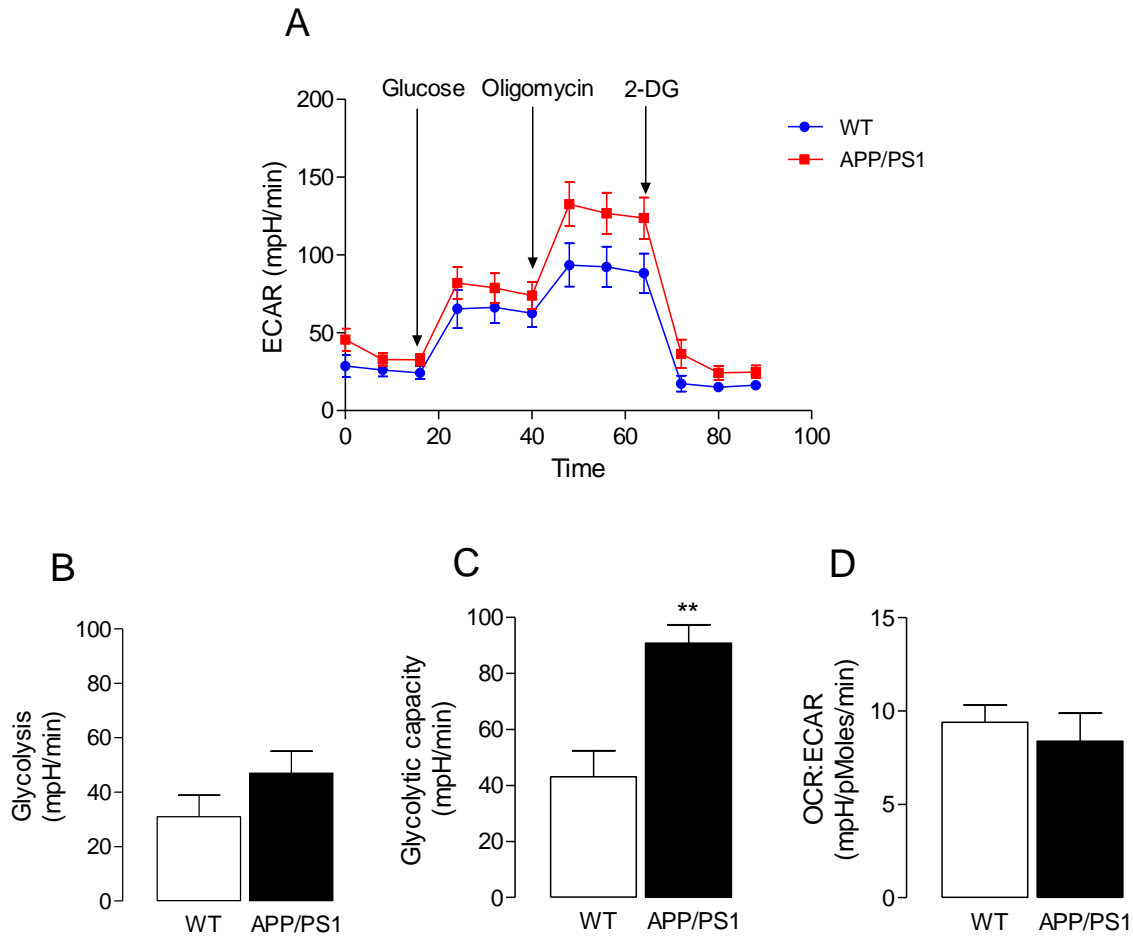 A
Glucose Oligomycin 2-DG
200
150
100
50
0
ECAR (mpH/min)
0 20 40 60 80 100
Time
WT
APP/PS1
B
100
80
60
40
20
0
Glycolysis
(mpH/min)
WT APP/PS1
C
**
100
80
60
40
20
0
Glycolytic capacity
(mpH/min)
WT APP/PS1
D
15
10
5
0
OCR:ECAR
(mpH/pMoles/min)
WT APP/PS1